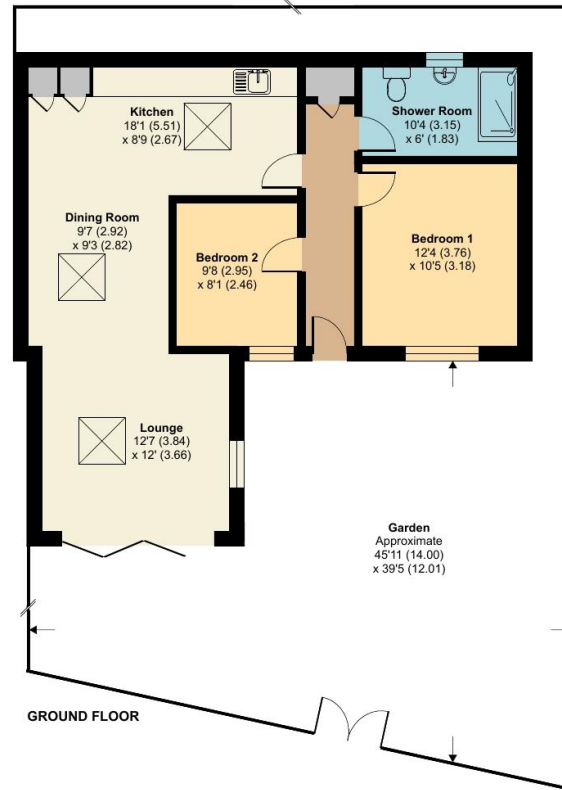 Kitchen
18'1 (5.51)
x 8'9 (2.67)
Shower Room
10'4 (3.15)
x 6' (1.83)
Dining Room
9'7 (2.92)
x 9'3 (2.82)
Bedroom 2
9'8 (2.95)
x 8'1 (2.46)
Bedroom 1
12'4 (3.76)
x 10'5 (3.18)
Lounge
12'7 (3.84)
x 12' (3.66)
Garden
Approximate
45'11 (14.00)
x 39'5 (12.01)
GROUND FLOOR